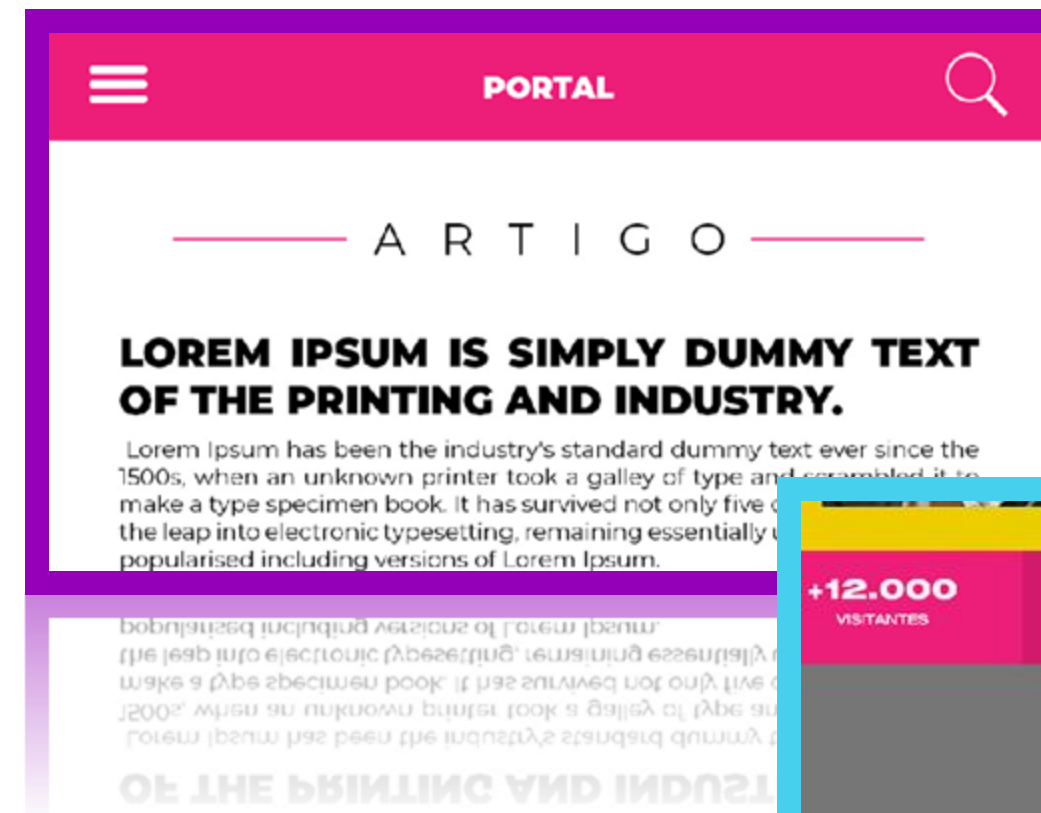 PORTAL
ARTIGO
LOREM IPSUM IS SIMPLY DUMMY TEXT
OF THE PRINTING AND INDUSTRY.
Lorem Ipsum has been the industry's standard dummy text ever since the
1500s, when an unknown printer took a galley of type and scrambled it to
make a type specimen book. It has survived not only five
the leap into electronic typesetting, remaining essentially
popularised including versions of Lorem Ipsum.
+12.000
VISITANTES